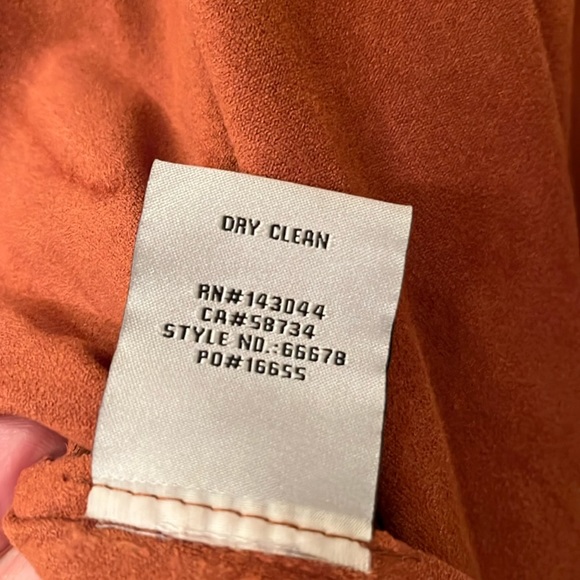 DRY CLEAN
RN#143044
CA#58734
STYLE NO.:66678
PO#16655